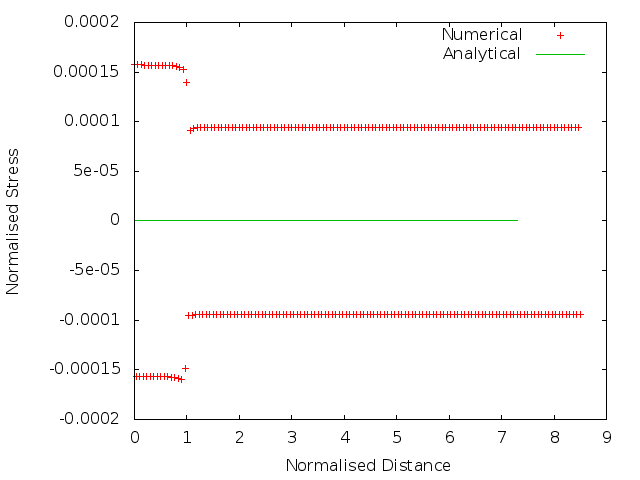 0.0002
0.00015
0.0001
5e-05
0
-5e-05
-0.0001
-0.00015
-0.0002
Normalised Stress
Numerical
Analytical
0 1 2 3 4 5 6 7 8 9
Normalised Distance